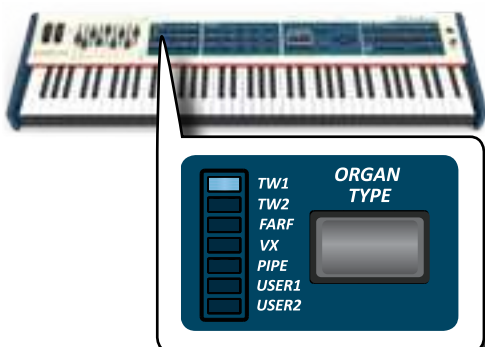 TW1
TW2
FARF
VX
PIPE
USER1
USER2
ORGAN
TYPE